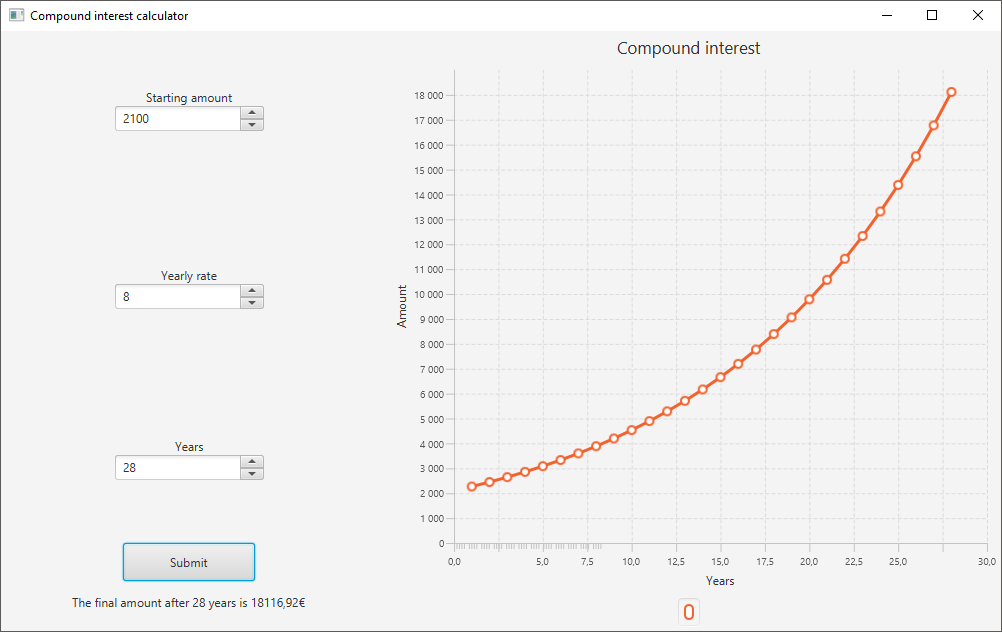 Compound interest calculator
Starting amount
2100
Yearly rate
8
Years
28
Submit
The final amount after 28 years is 18116,92€
Compound interest
Amount
18 000
17 000
16 000
15 000
14 000
13 000
12 000
11 000
10 000
9 000
8 000
7 000
6 000
5 000
4 000
3 000
2 000
1 000
0
0,0 5,0 7,5 10,0 12,5 15,0 17,5 20,0 22,5 25,0 30,0
Years